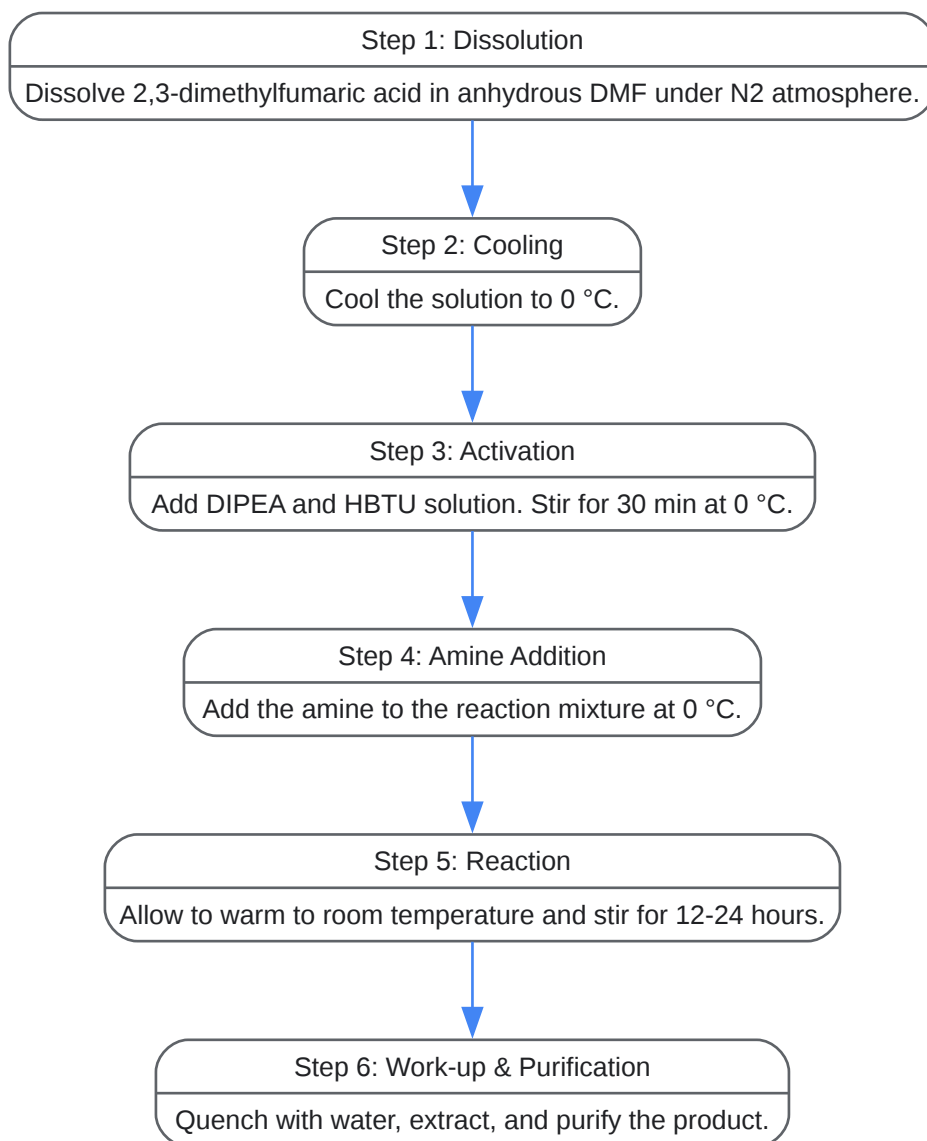 Step 1: Dissolution
Dissolve 2,3-dimethylfumaric acid in anhydrous DMF under N2 atmosphere.
Step 2: Cooling
Cool the solution to 0 °C.
Step 3: Activation
Add DIPEA and HBTU solution. Stir for 30 min at 0 °C.
Step 4: Amine Addition
Add the amine to the reaction mixture at 0 °C.
Step 5: Reaction
Allow to warm to room temperature and stir for 12-24 hours.
Step 6: Work-up & Purification
Quench with water, extract, and purify the product.